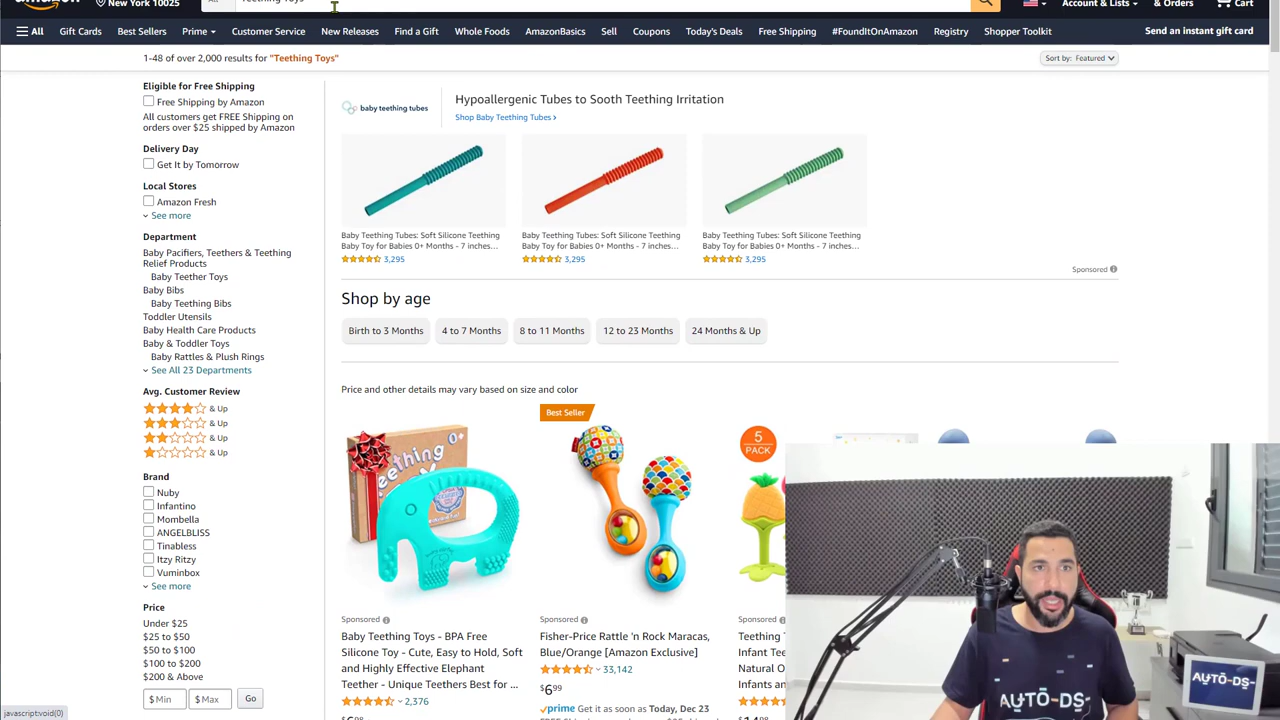 New York 10025
All
Teething Toys
Account & Lists
& Orders
Cart
All
Gift Cards
Best Sellers
Prime
Customer Service
New Releases
Find a Gift
Whole Foods
AmazonBasics
Sell
Coupons
Today's Deals
Free Shipping
#FoundItOnAmazon
Registry
Shopper Toolkit
Send an instant gift card
1-48 of over 2,000 results for "Teething Toys"
Sort by: Featured
Eligible for Free Shipping
Free Shipping by Amazon
All customers get FREE Shipping on
orders over $25 shipped by Amazon
Delivery Day
Get It by Tomorrow
Local Stores
Amazon Fresh
See more
Department
Baby Pacifiers, Teethers & Teething
Relief Products
Baby Teether Toys
Baby Bibs
Baby Teething Bibs
Toddler Utensils
Baby Health Care Products
Baby & Toddler Toys
Baby Rattles & Plush Rings
See All 23 Departments
Avg. Customer Review
& Up
& Up
& Up
& Up
Brand
Nuby
Infantino
Mombella
ANGELBLISS
Tinabless
Itzy Ritzy
Vuminbox
See more
Price
Under $25
$25 to $50
$50 to $100
$100 to $200
$200 & Above
$ Min
$ Max
Go
javascript:void(0)
baby teething tubes
Hypoallergenic Tubes to Sooth Teething Irritation
Shop Baby Teething Tubes ›
Baby Teething Tubes: Soft Silicone Teething
Baby Toy for Babies 0+ Months - 7 inches...
3,295
Baby Teething Tubes: Soft Silicone Teething
Baby Toy for Babies 0+ Months - 7 inches...
3,295
Baby Teething Tubes: Soft Silicone Teething
Baby Toy for Babies 0+ Months - 7 inches...
3,295
Sponsored
Shop by age
Birth to 3 Months
4 to 7 Months
8 to 11 Months
12 to 23 Months
24 Months & Up
Price and other details may vary based on size and color
Teething
0+
Sponsored
Baby Teething Toys - BPA Free
Silicone Toy - Cute, Easy to Hold, Soft
and Highly Effective Elephant
Teether - Unique Teethers Best for ...
2,376
Best Seller
Sponsored
Fisher-Price Rattle 'n Rock Maracas,
Blue/Orange [Amazon Exclusive]
33,142
$6.99
prime Get it as soon as Today, Dec 23
5
PACK
Sponsored
Teething
Infant Tee
Natural O
Infants an
AUTO-DS
AUTO-DS